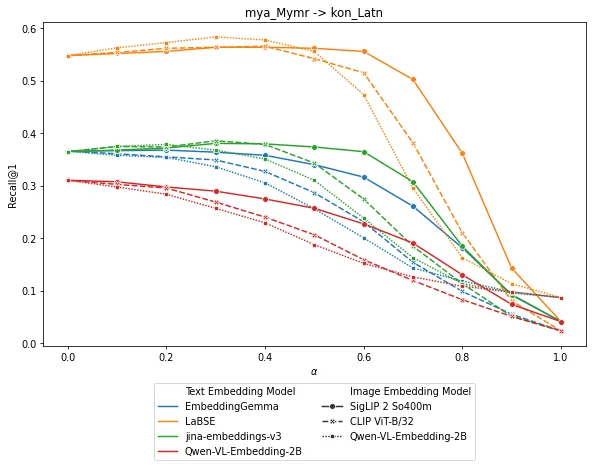 mya_Mymr -> kon_Latn
Recall@1
0.6
0.5
0.4
0.3
0.2
0.1
0.0
0.0 0.2 0.4 0.6 0.8 1.0
α
Text Embedding Model
EmbeddingGemma
LaBSE
jina-embeddings-v3
Qwen-VL-Embedding-2B
Image Embedding Model
SigLIP 2 So400m
CLIP ViT-B/32
Qwen-VL-Embedding-2B